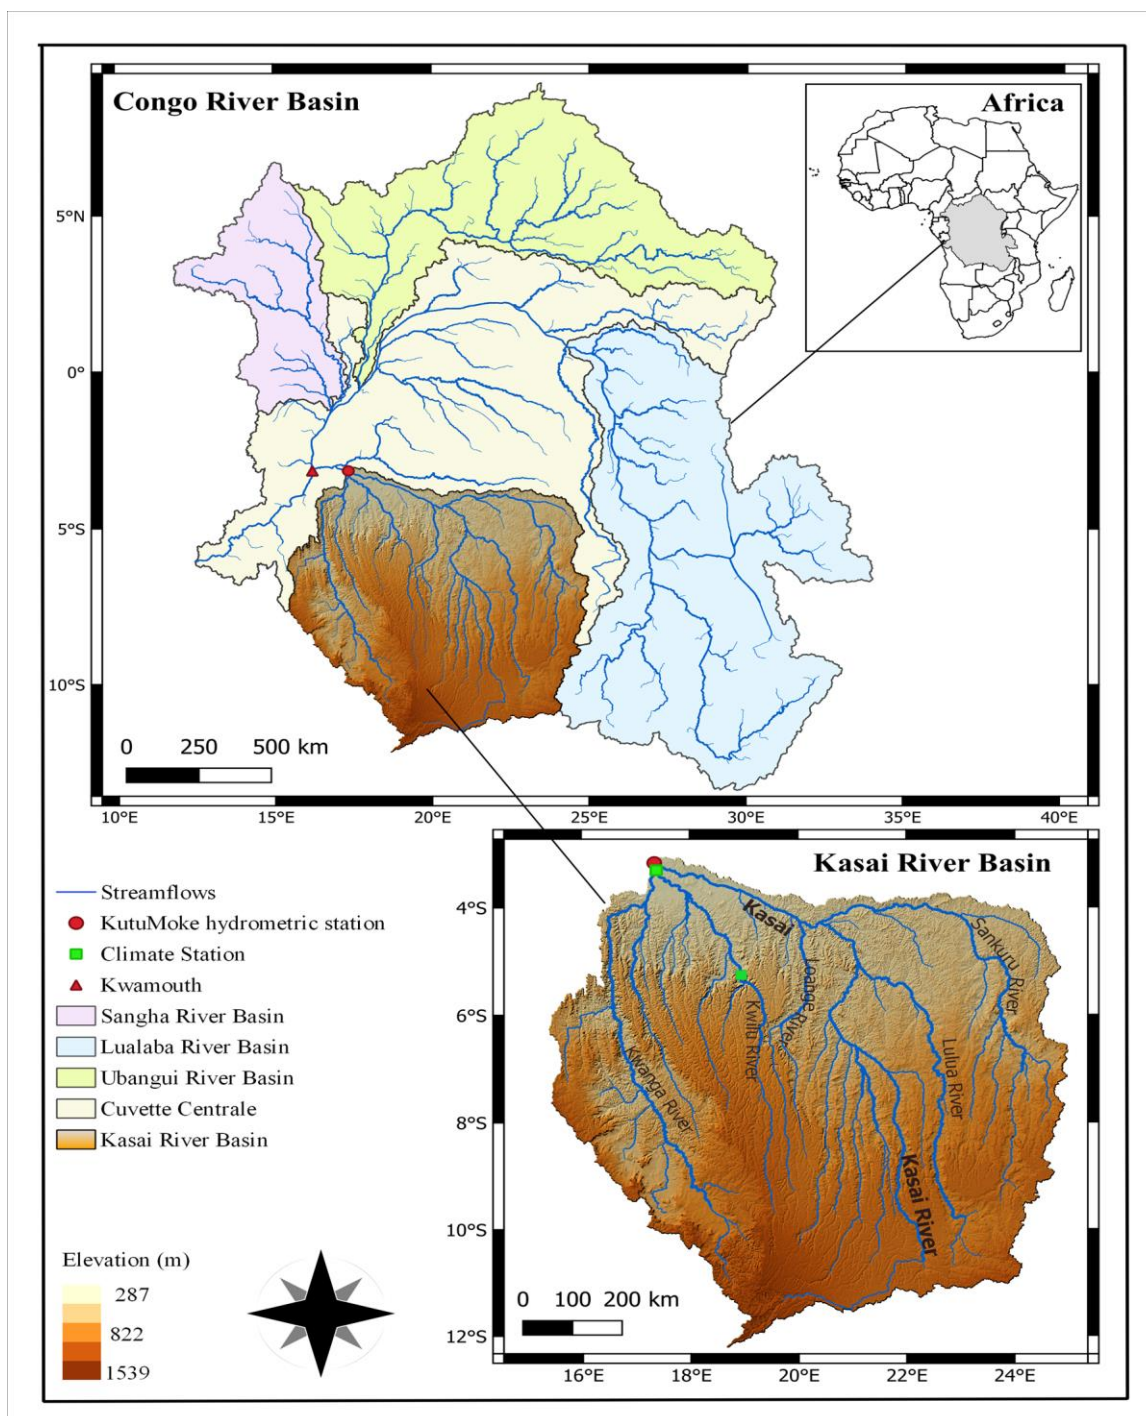 Congo River Basin
Africa
5°N
0°
5°S
10°S
0 250 500 km
10°E 15°E 20°E 25°E 30°E 35°E 40°E
Streamflows
KutuMoke hydrometric station
Climate Station
Kwamouth
Sangha River Basin
Lualaba River Basin
Ubangui River Basin
Cuvette Centrale
Kasai River Basin
Elevation (m)
287
822
1539
Kasai River Basin
4°S
6°S
8°S
10°S
12°S
Kasai
Sankuru River
Loange River
Kwilu River
Lulua River
Kwanga River
Kasai River
0 100 200 km
16°E 18°E 20°E 22°E 24°E